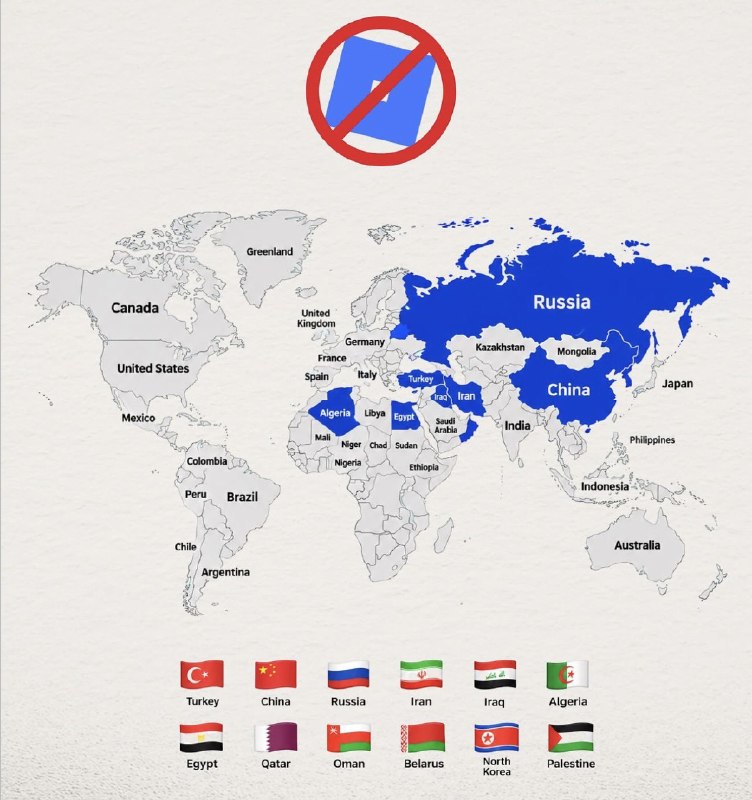 Greenland
Canada
Russia
United
Kingdom
Germany
Kazakhstan
Mongolia
France
United States
Spain
Italy
Turkey
China
Japan
Iraq
Iran
Algeria
Libya
Egypt
Mexico
Saudi
Arabia
India
Mali
Niger
Chad
Sudan
Philippines
Colombia
Nigeria
Ethiopia
Peru
Brazil
Indonesia
Chile
Australia
Argentina
Turkey
China
Russia
Iran
Iraq
Algeria
Egypt
Qatar
Oman
Belarus
North
Korea
Palestine